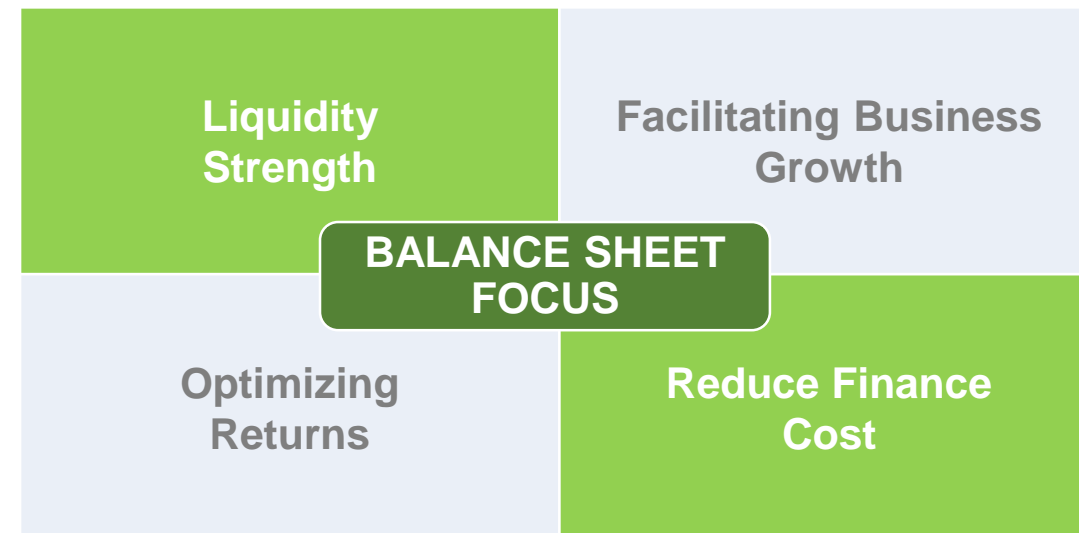 Liquidity
Strength
Facilitating Business
Growth
BALANCE SHEET
FOCUS
Optimizing
Returns
Reduce Finance
Cost